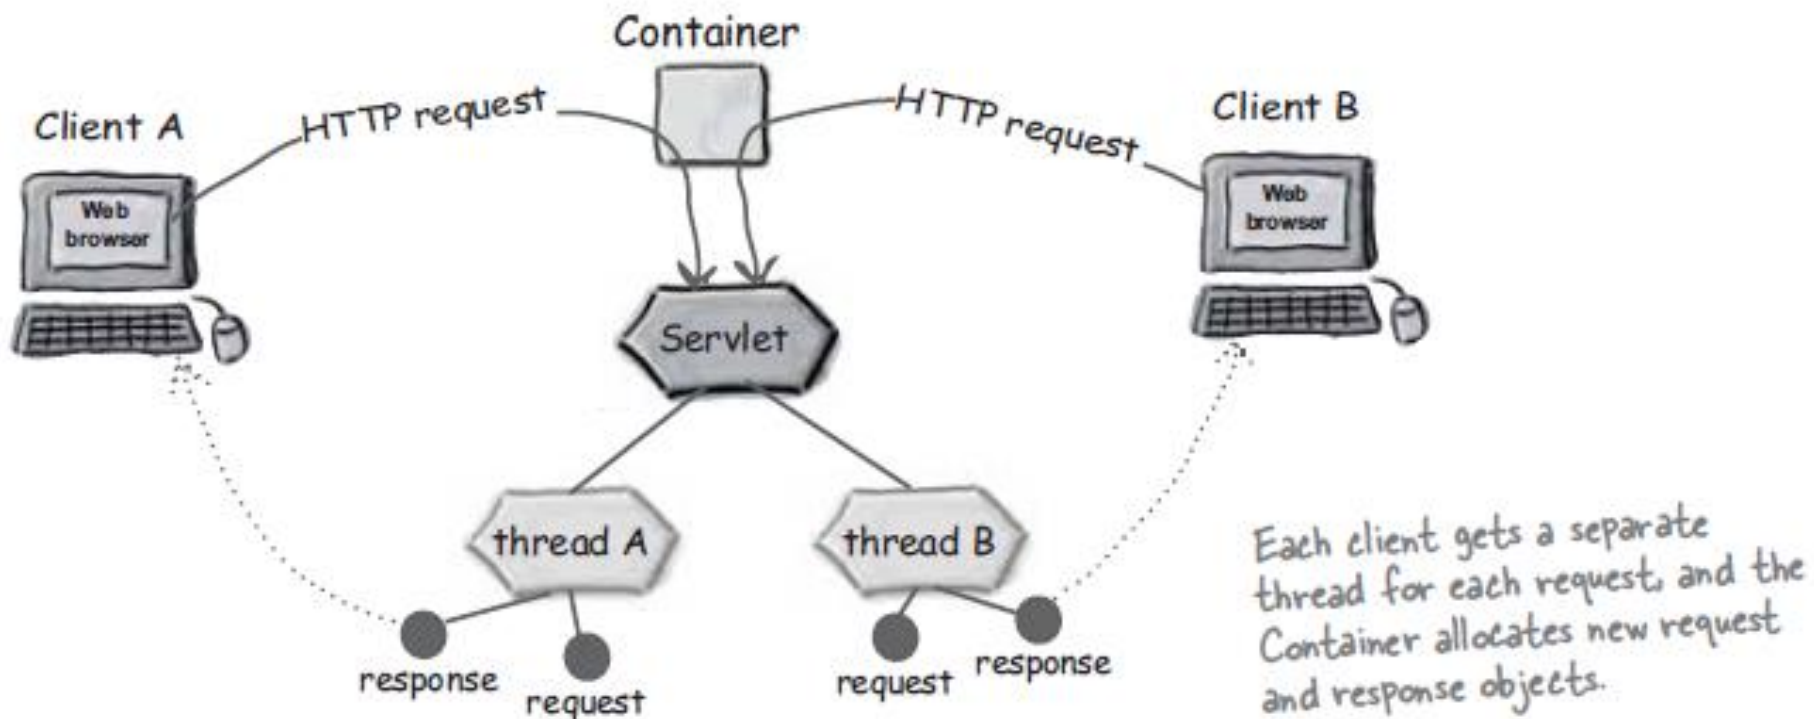 Container
Client A
HTTP request
HTTP request
Client B
Web
browser
Web
browser
Servlet
thread A
thread B
response
request
request
response
Each client gets a separate
thread for each request, and the
Container allocates new request
and response objects.